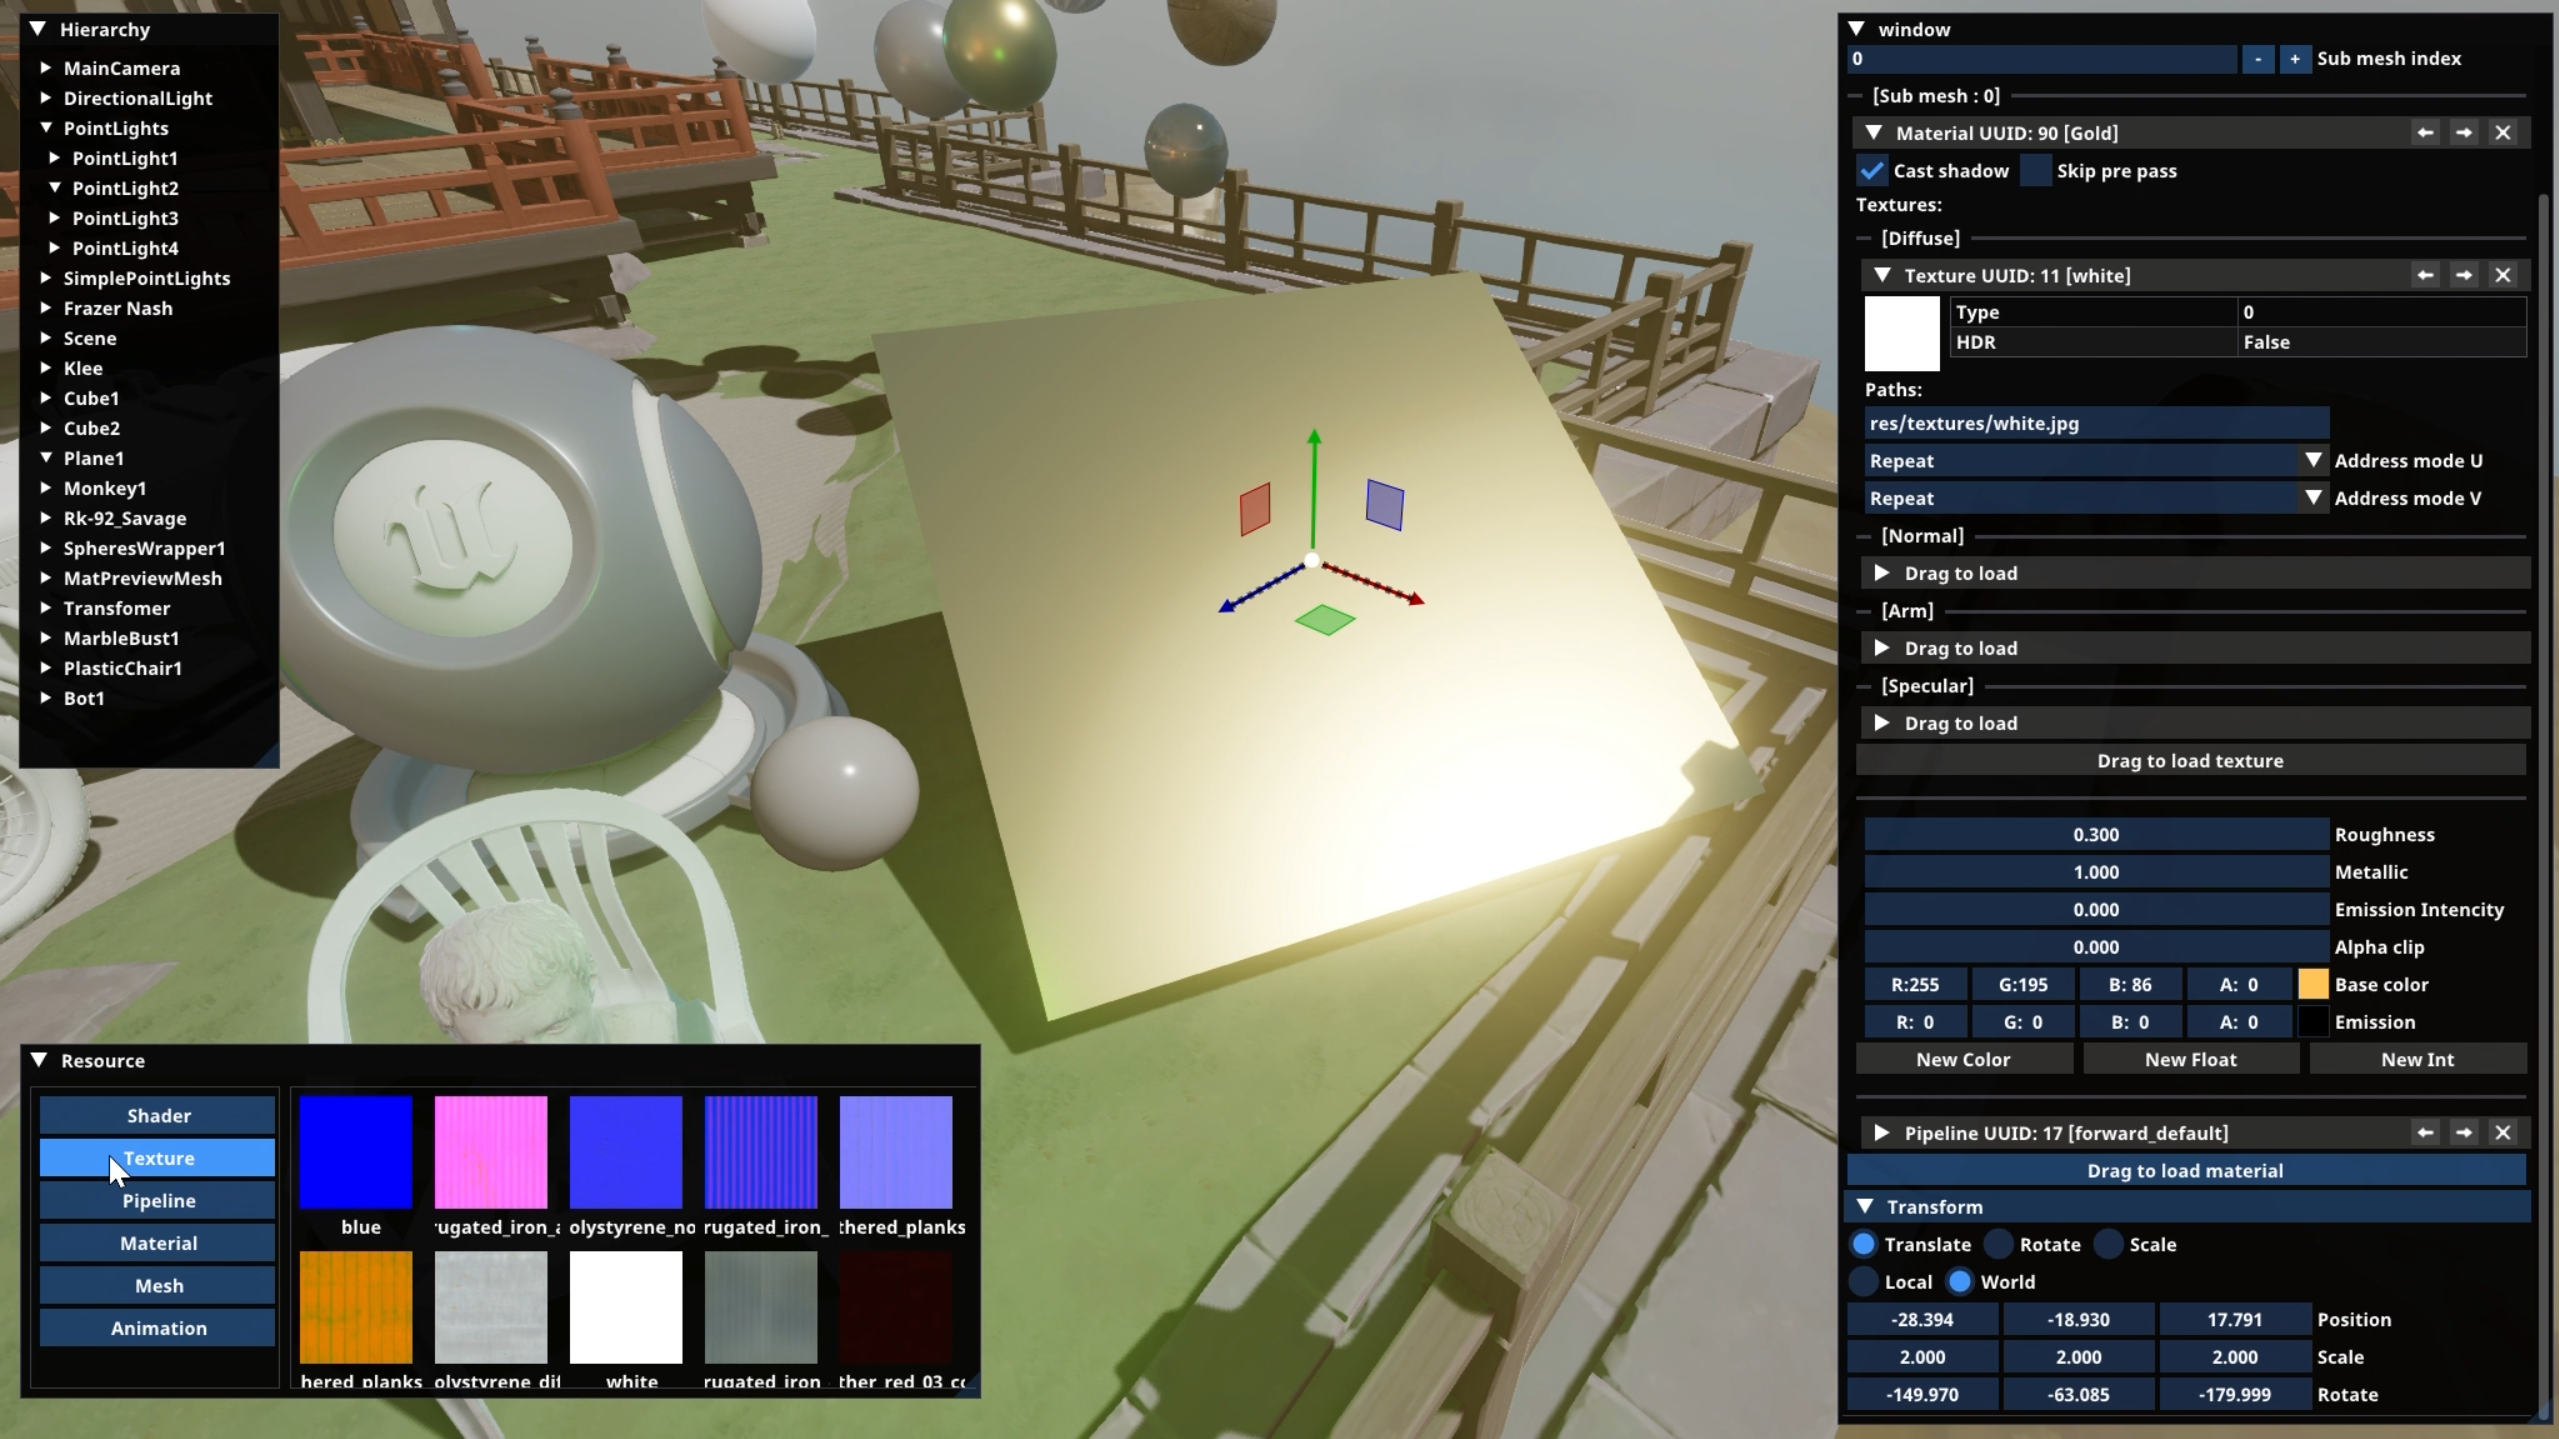 Hierarchy
MainCamera
DirectionalLight
PointLights
PointLight1
PointLight2
PointLight3
PointLight4
SimplePointLights
Frazer Nash
Scene
Klee
Cube1
Cube2
Plane1
Monkey1
Rk-92_Savage
SpheresWrapper1
MatPreviewMesh
Transfomer
MarbleBust1
PlasticChair1
Bot1
Resource
Shader
Texture
Pipeline
Material
Mesh
Animation
blue
rugated_iron_a
olystyrene_no
rugated_iron_
thered_planks
hered_planks
olystyrene_dif
white
rugated_iron
ther_red_03_co
window
0 - + Sub mesh index
[Sub mesh : 0]
Material UUID: 90 [Gold]
Cast shadow Skip pre pass
Textures:
[Diffuse]
Texture UUID: 11 [white]
Type 0
HDR False
Paths:
res/textures/white.jpg
Repeat Address mode U
Repeat Address mode V
[Normal]
Drag to load
[Arm]
Drag to load
[Specular]
Drag to load
Drag to load texture
0.300 Roughness
1.000 Metallic
0.000 Emission Intencity
0.000 Alpha clip
R:255 G:195 B: 86 A: 0 Base color
R: 0 G: 0 B: 0 A: 0 Emission
New Color New Float New Int
Pipeline UUID: 17 [forward_default]
Drag to load material
Transform
Translate Rotate Scale
Local World
-28.394 -18.930 17.791 Position
2.000 2.000 2.000 Scale
-149.970 -63.085 -179.999 Rotate